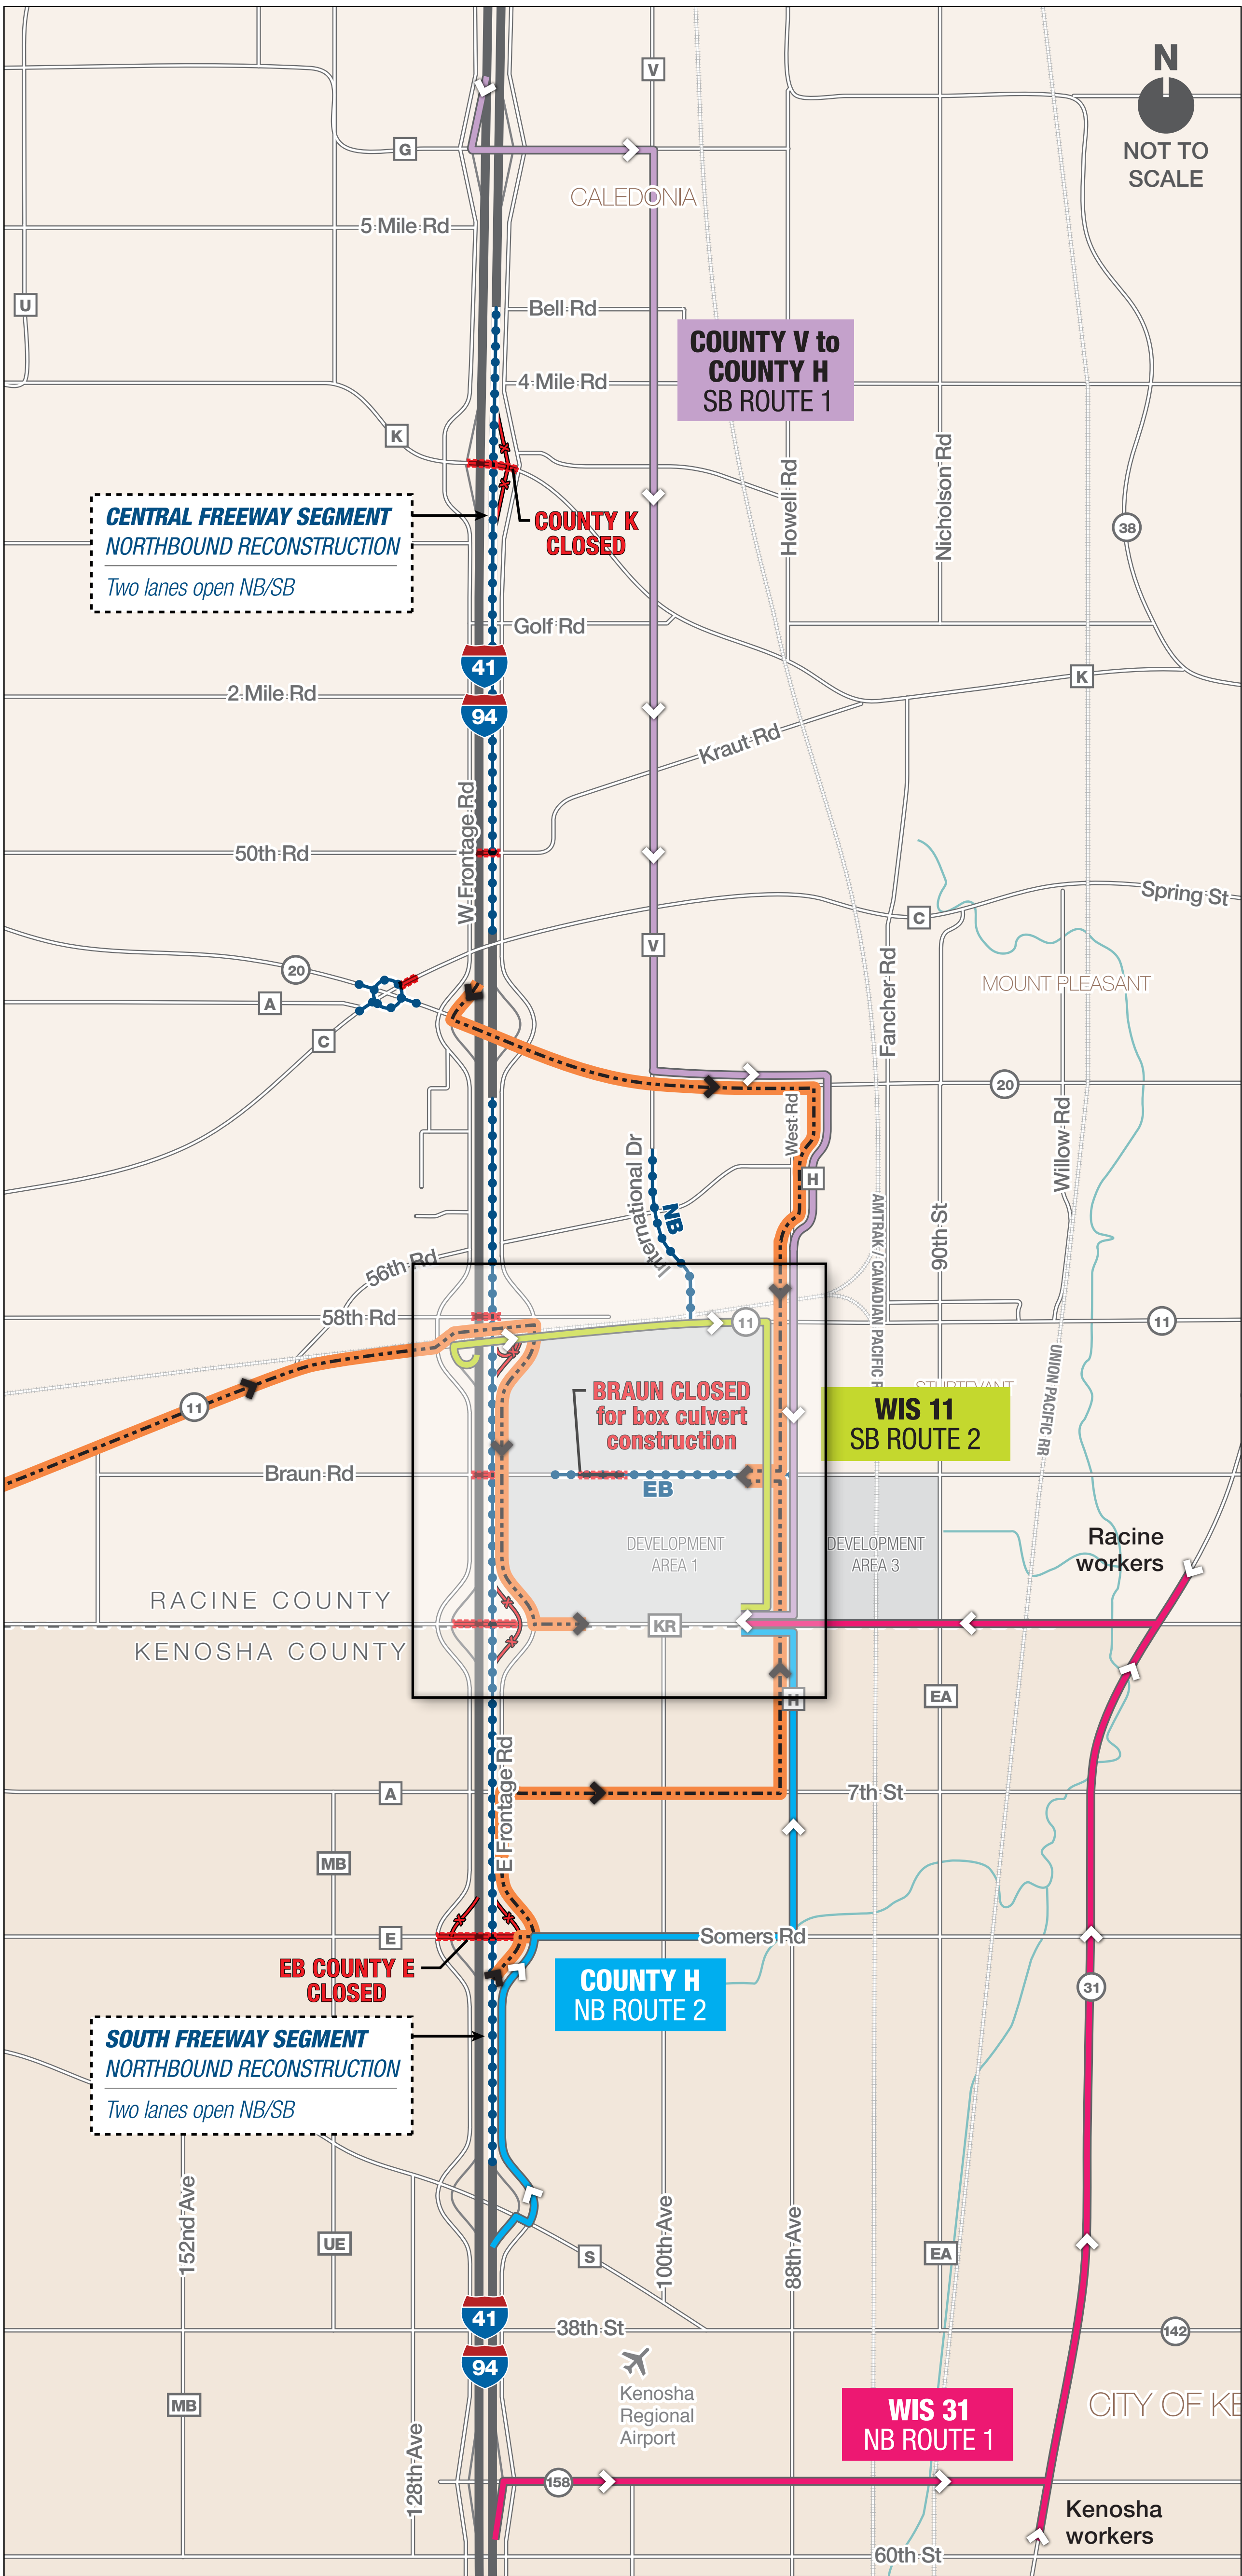 N
NOT TO
SCALE
V
G
CALEDONIA
5 Mile Rd
U
Bell Rd
COUNTY V to
COUNTY H
SB ROUTE 1
4 Mile Rd
K
Howell Rd
Nicholson Rd
CENTRAL FREEWAY SEGMENT
NORTHBOUND RECONSTRUCTION
Two lanes open NB/SB
COUNTY K
CLOSED
38
Golf Rd
41
K
2 Mile Rd
94
Kraut Rd
W Frontage Rd
50th Rd
Spring St
C
V
20
MOUNT PLEASANT
A
Fancher Rd
C
20
West Rd
Willow Rd
International Dr
H
NB
90th St
AMTRAK / CANADIAN PACIFIC R
56th Rd
58th Rd
11
11
UNION PACIFIC RR
STURTEVANT
11
BRAUN CLOSED
for box culvert
construction
WIS 11
SB ROUTE 2
Braun Rd
EB
DEVELOPMENT
AREA 1
DEVELOPMENT
AREA 3
Racine
workers
RACINE COUNTY
KR
KENOSHA COUNTY
EA
H
E Frontage Rd
A
7th St
MB
E
Somers Rd
EB COUNTY E
CLOSED
COUNTY H
NB ROUTE 2
31
SOUTH FREEWAY SEGMENT
NORTHBOUND RECONSTRUCTION
Two lanes open NB/SB
152nd Ave
UE
S
100th Ave
88th Ave
EA
41
38th St
142
94
Kenosha
Regional
Airport
MB
WIS 31
NB ROUTE 1
CITY OF KE
128th Ave
158
Kenosha
workers
60th St